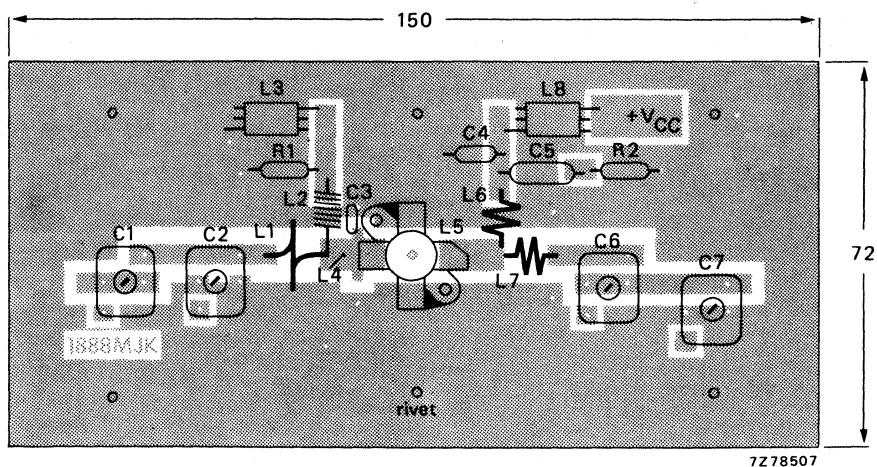 150
L3
L8
+VCC
C4
R1
C5
R2
L2
C3
L6
C1
C2
L1
L5
C6
L4
L7
C7
72
1888MJK
rivet
7Z78507